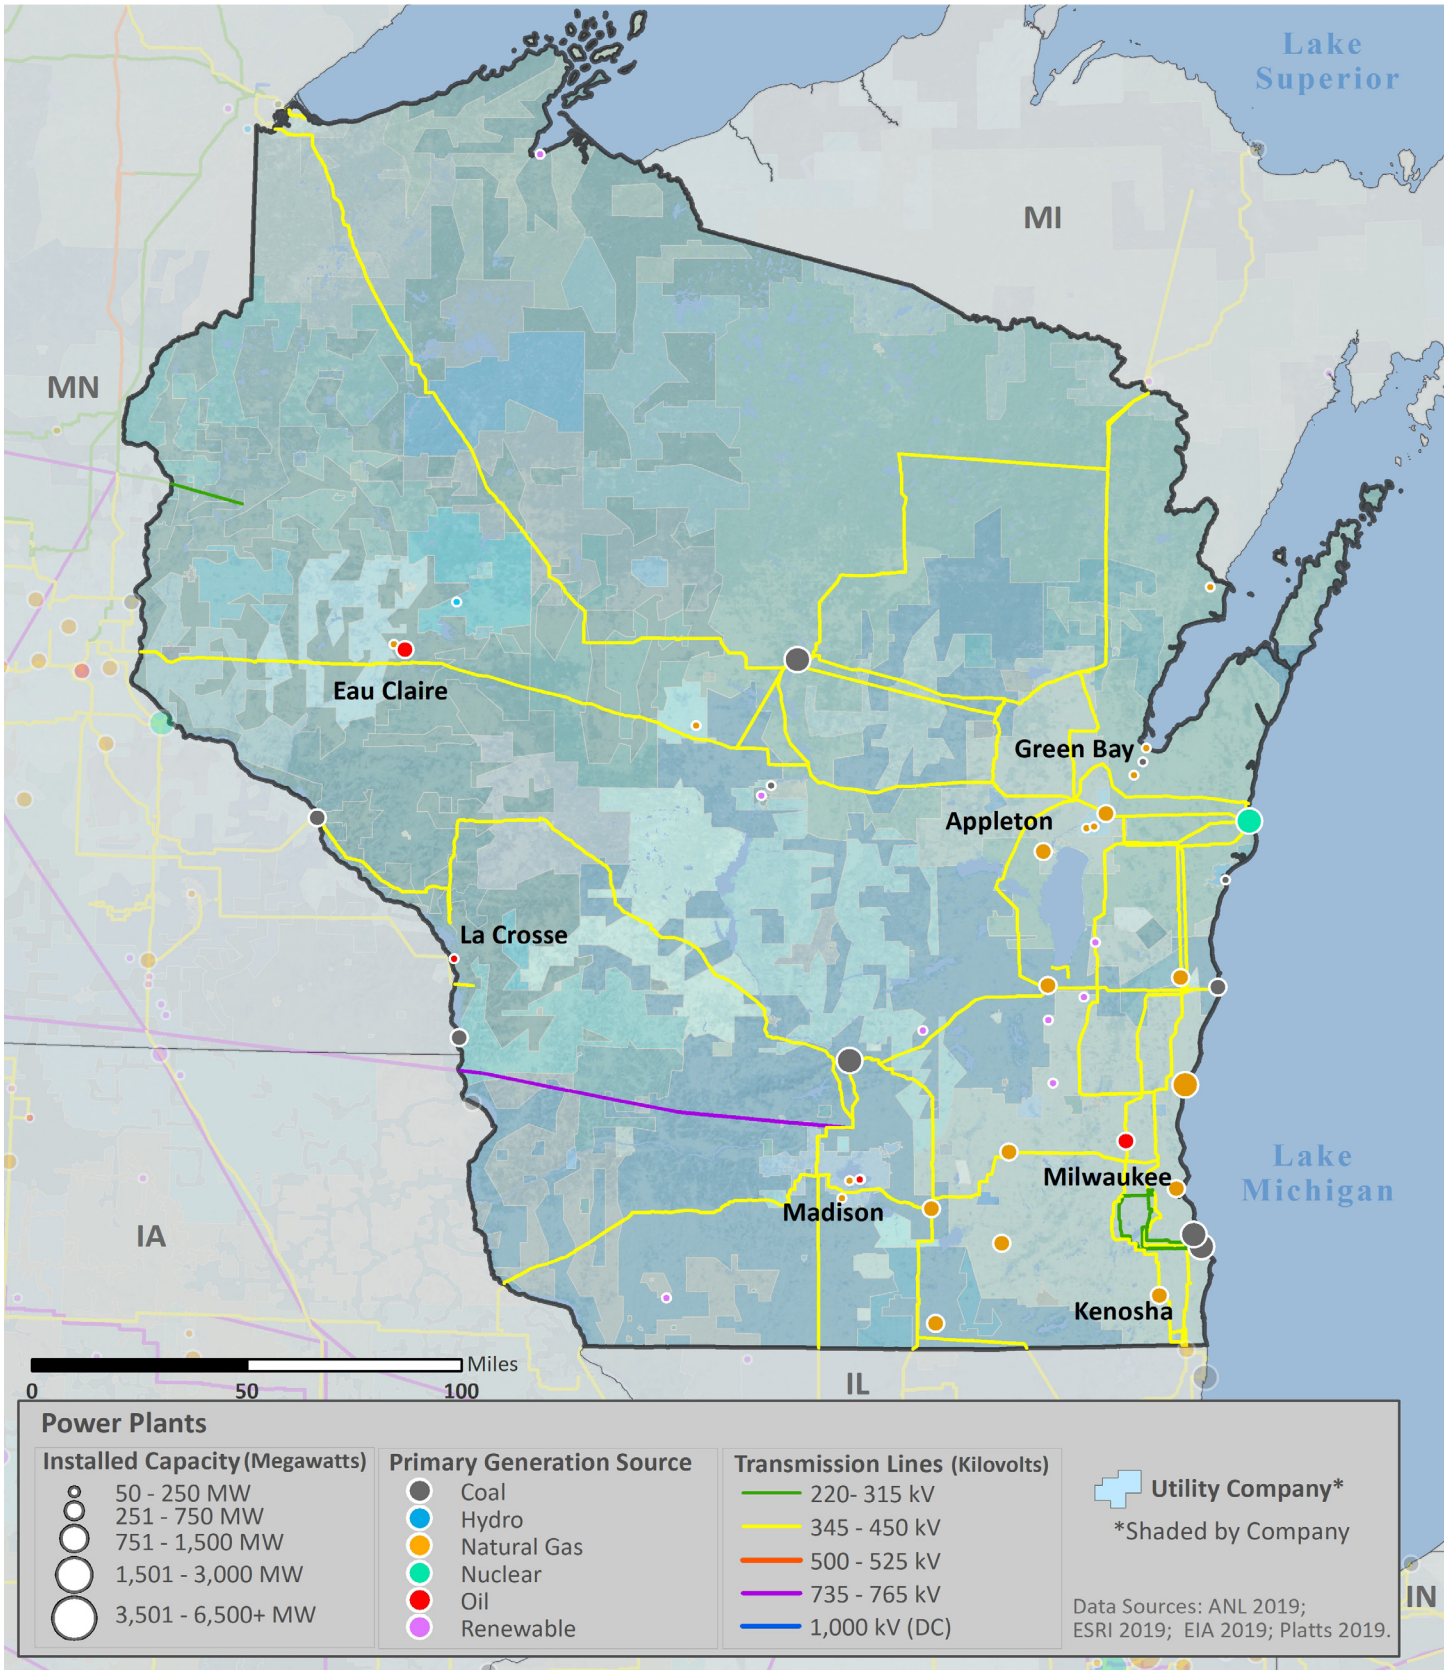 Lake
Superior
MI
MN
Eau Claire
Green Bay
Appleton
La Crosse
Lake
Michigan
Milwaukee
Madison
IA
Kenosha
Miles
0 50 100
IL
IN
Power Plants
Installed Capacity (Megawatts)
50 - 250 MW
251 - 750 MW
751 - 1,500 MW
1,501 - 3,000 MW
3,501 - 6,500+ MW
Primary Generation Source
Coal
Hydro
Natural Gas
Nuclear
Oil
Renewable
Transmission Lines (Kilovolts)
220- 315 kV
345 - 450 kV
500 - 525 kV
735 - 765 kV
1,000 kV (DC)
Utility Company*
*Shaded by Company
Data Sources: ANL 2019;
ESRI 2019; EIA 2019; Platts 2019.